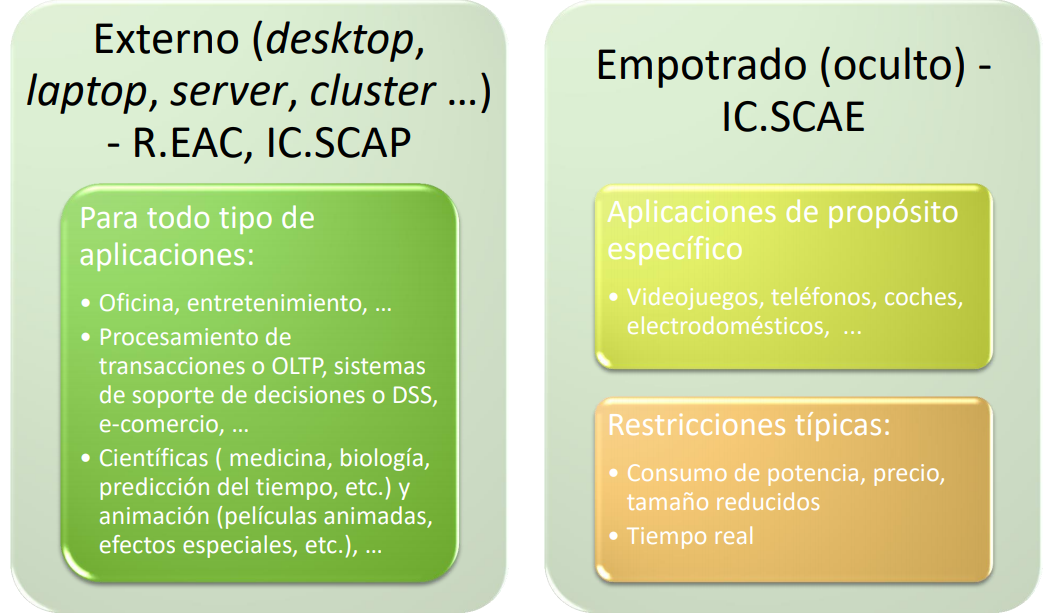 Externo (desktop,
laptop, server, cluster …)
- R.EAC, IC.SCAP
Para todo tipo de
aplicaciones:
• Oficina, entretenimiento, …
• Procesamiento de
transacciones o OLTP, sistemas
de soporte de decisiones o DSS,
e-comercio, …
• Científicas ( medicina, biología,
predicción del tiempo, etc.) y
animación (películas animadas,
efectos especiales, etc.), …
Empotrado (oculto) -
IC.SCAE
Aplicaciones de propósito
específico
• Videojuegos, teléfonos, coches,
electrodomésticos,  ...
Restricciones típicas:
• Consumo de potencia, precio,
tamaño reducidos
• Tiempo real